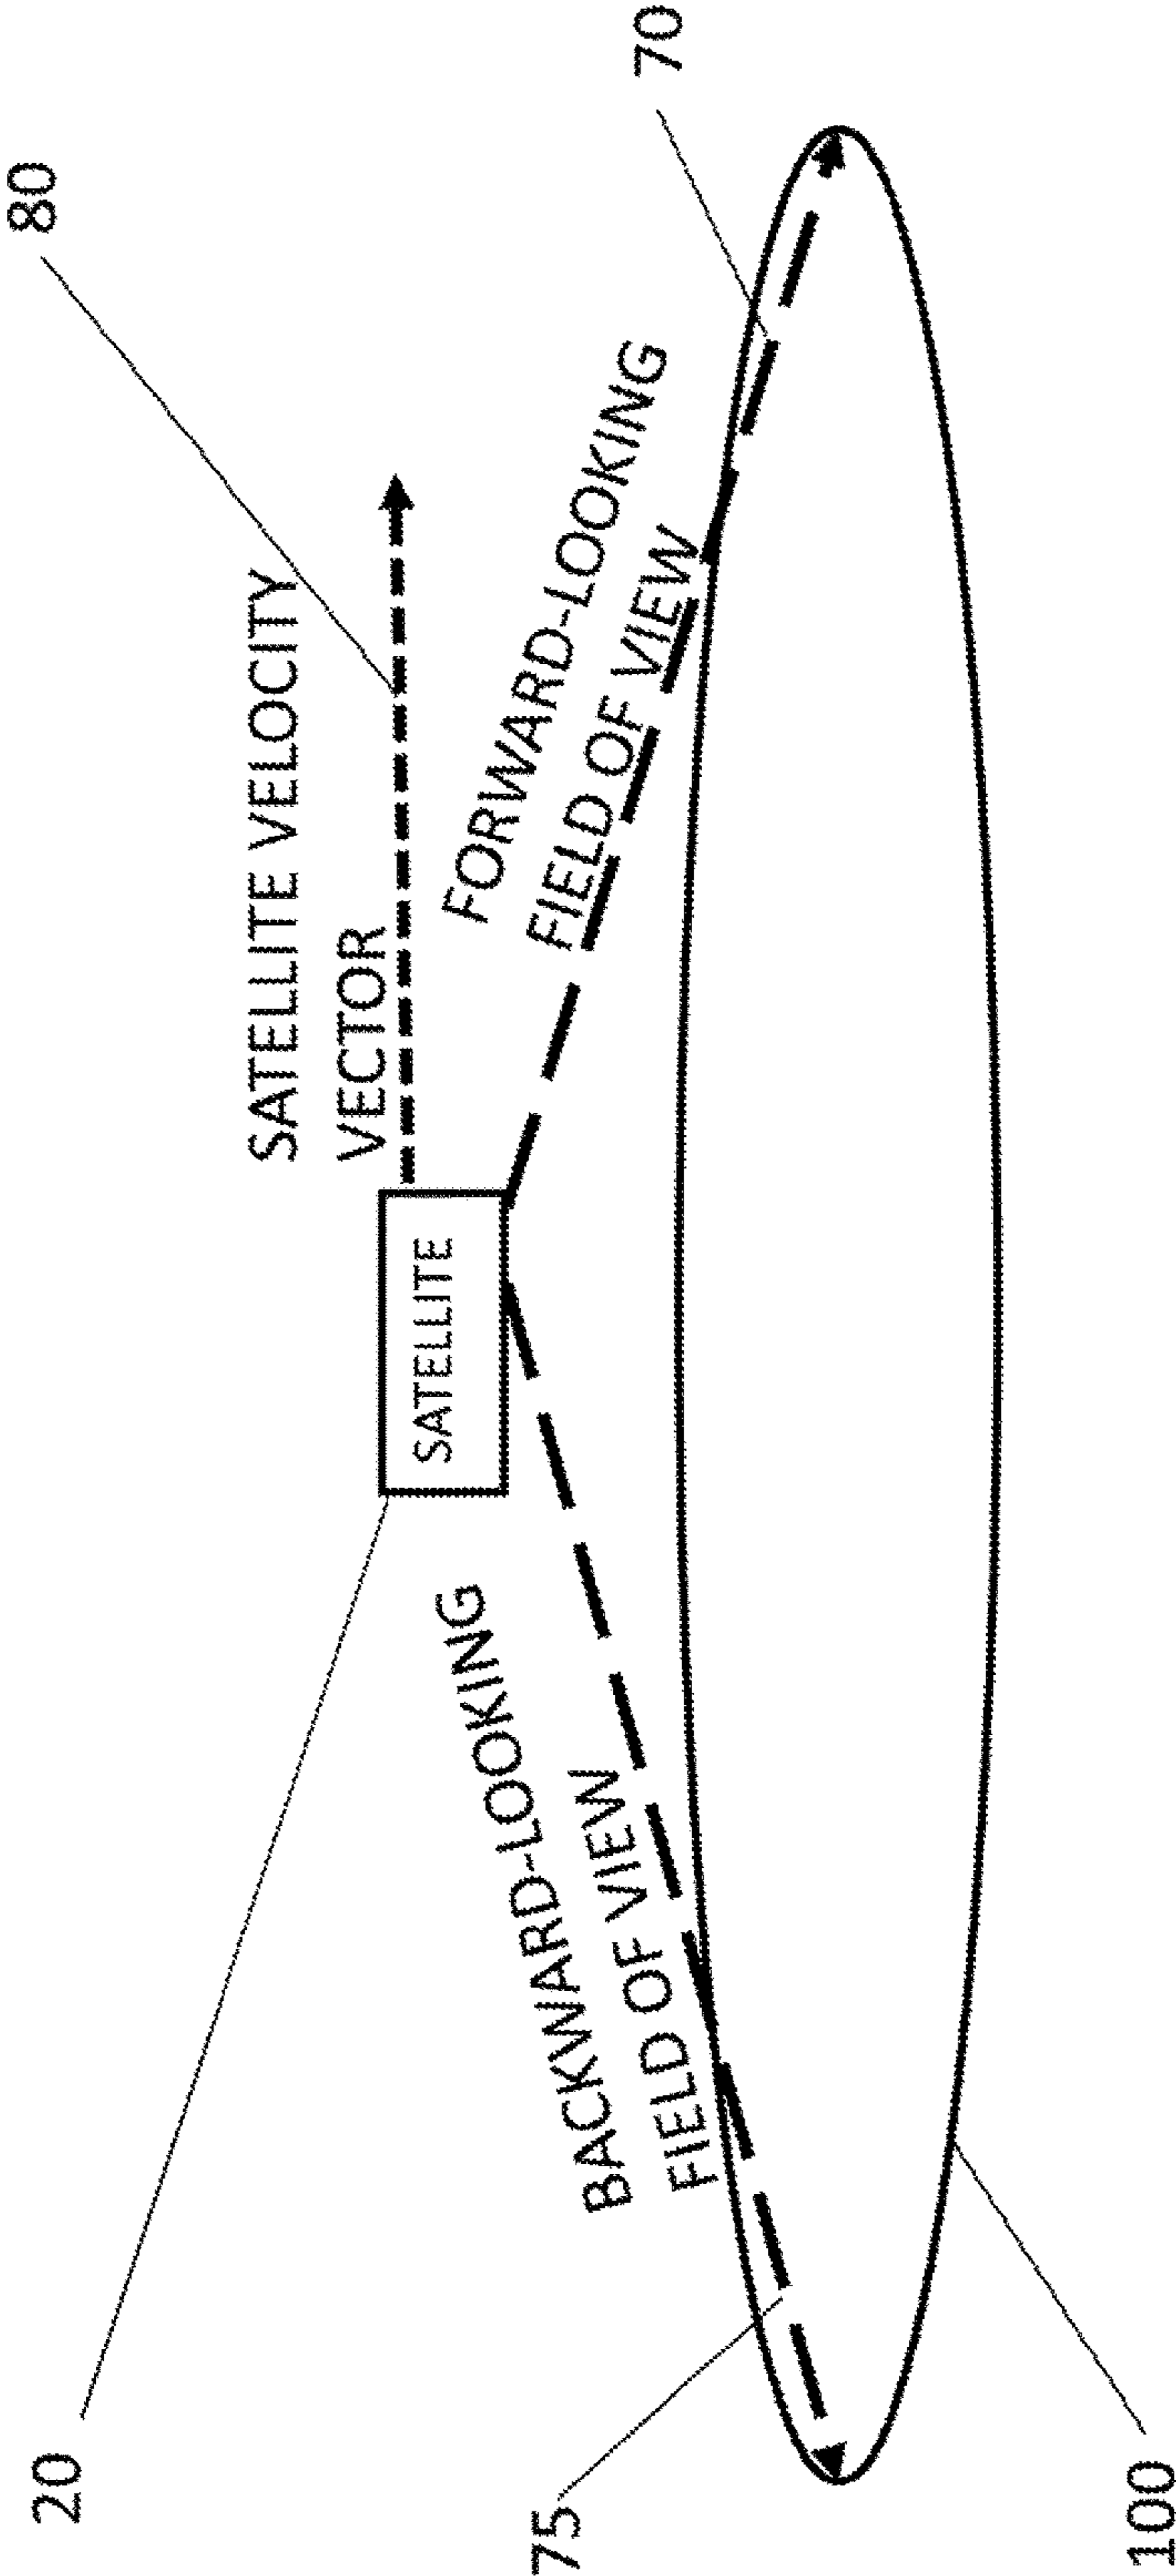 20
80
SATELLITE VELOCITY
VECTOR
SATELLITE
BACKWARD-LOOKING
FIELD OF VIEW
FORWARD-LOOKING
FIELD OF VIEW
70
75
100